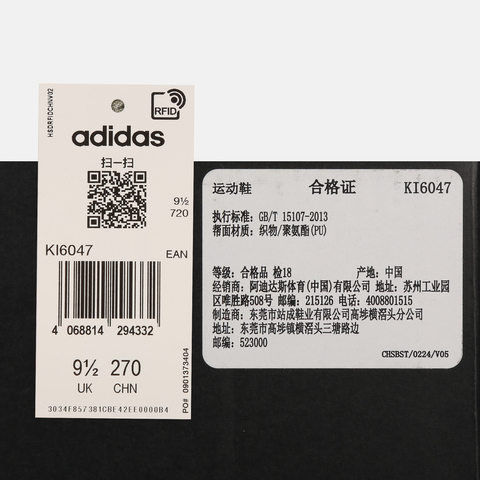 HSDRFIDCHNV02
RFID
adidas
扫一扫
9½
720
KI6047
EAN
4 068814 294332
9½ 270
UK CHN
PO# 0901373404
3034F857381CBE42EE0000B4
运动鞋 合格证 KI6047
执行标准: GB/T 15107-2013
帮面材质: 织物/聚氨酯(PU)
等级: 合格品 检18 产地: 中国
经销商: 阿迪达斯体育(中国)有限公司 地址: 苏州工业园
区唯胜路508号 邮编: 215126 电话: 4008801515
制造商: 东莞市站成鞋业有限公司高埗横滘头分公司
地址: 东莞市高埗镇横滘头三塘路边
邮编: 523000
CHSBST/0224/V05